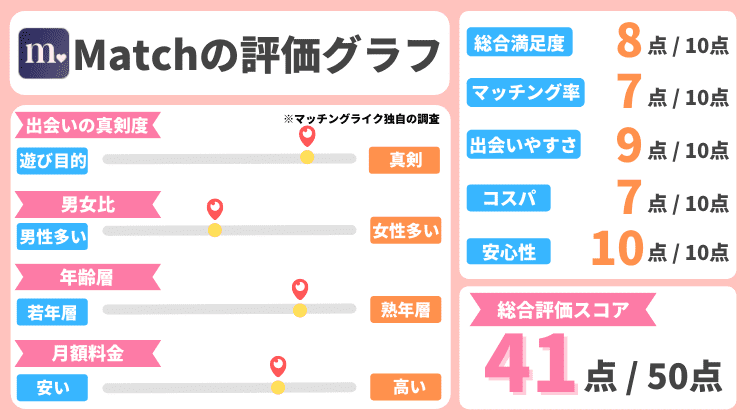 m
Matchの評価グラフ
※マッチングライク独自の調査
出会いの真剣度
遊び目的
真剣
男女比
男性多い
女性多い
年齢層
若年層
熟年層
月額料金
安い
高い
総合満足度 8点 / 10点
マッチング率 7点 / 10点
出会いやすさ 9点 / 10点
コスパ 7点 / 10点
安心性 10点 / 10点
総合評価スコア
41点 / 50点